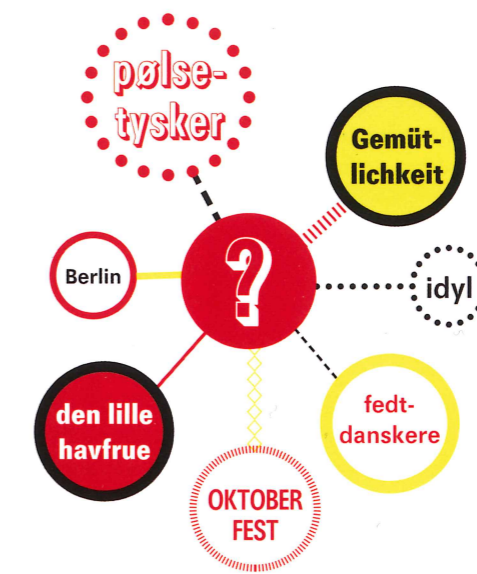 pølse-
tysker
Gemüt-
lichkeit
Berlin
?
idyl
den lille
havfrue
fedt-
danskere
OKTOBER
FEST